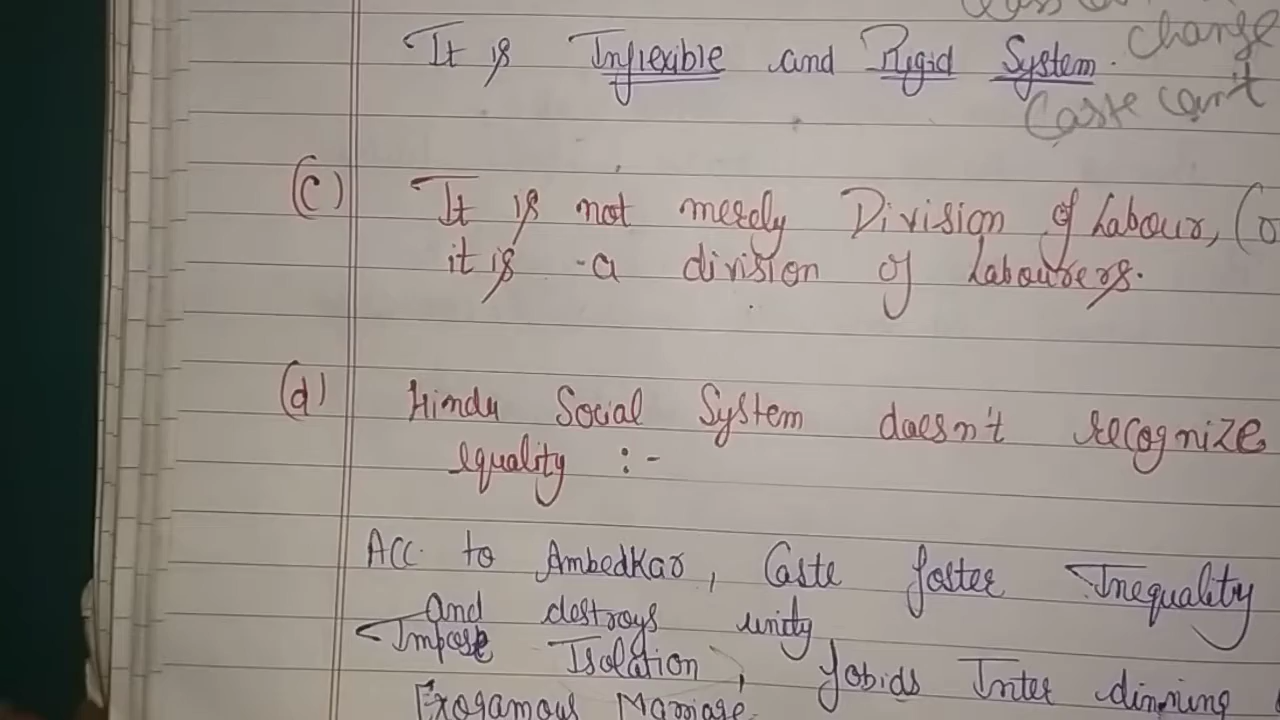 It is Inflexible and Rigid System.
change
Caste can't
(c) It is not merely Division of Labour,
it is a division of Labourers.
(d) Hindu Social System doesn't recognize
equality :-
Acc. to Ambedkar, Caste foster Inequality
and destroys unity
Impose Isolation, fobids Inter dinning
Exogamous Marriage.